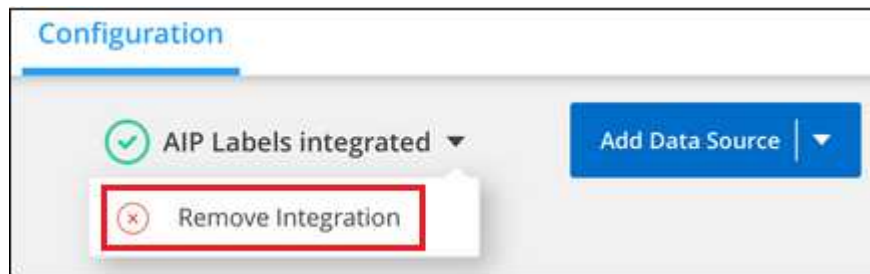 Configuration
AIP Labels integrated
Add Data Source
Remove Integration